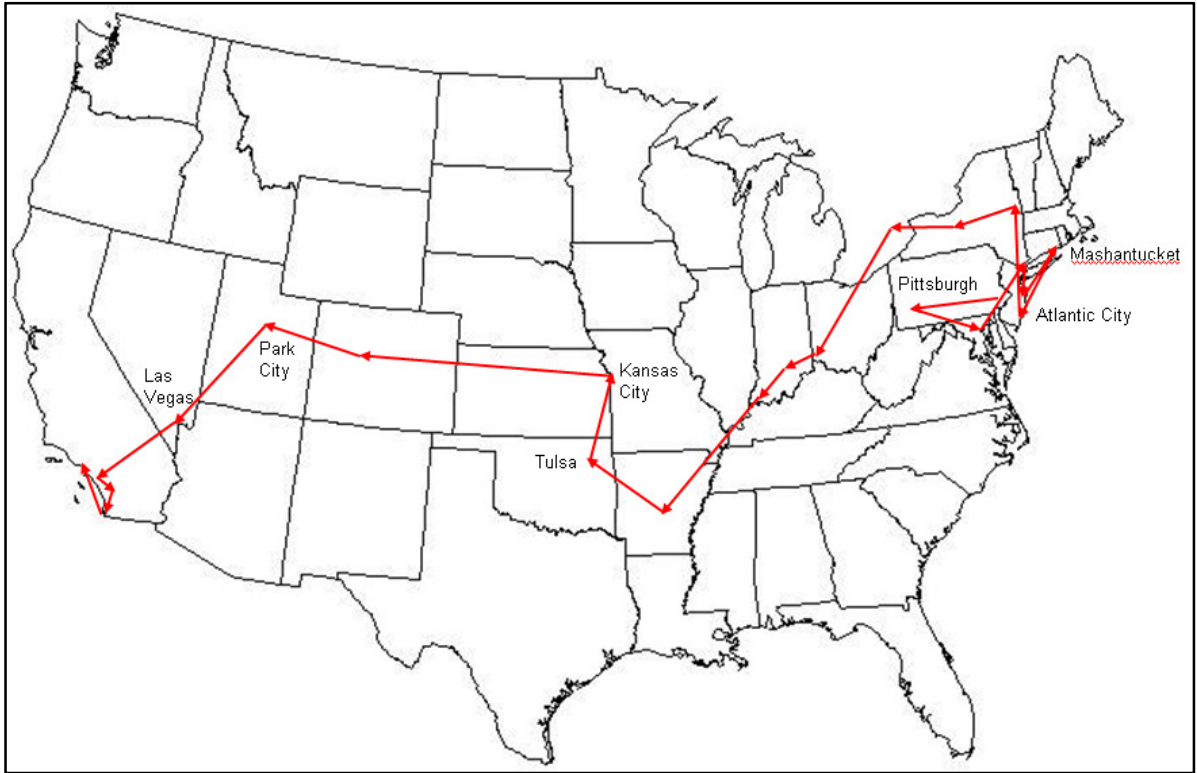 Mashantucket
Pittsburgh
Atlantic City
Park
City
Kansas
City
Las
Vegas
Tulsa